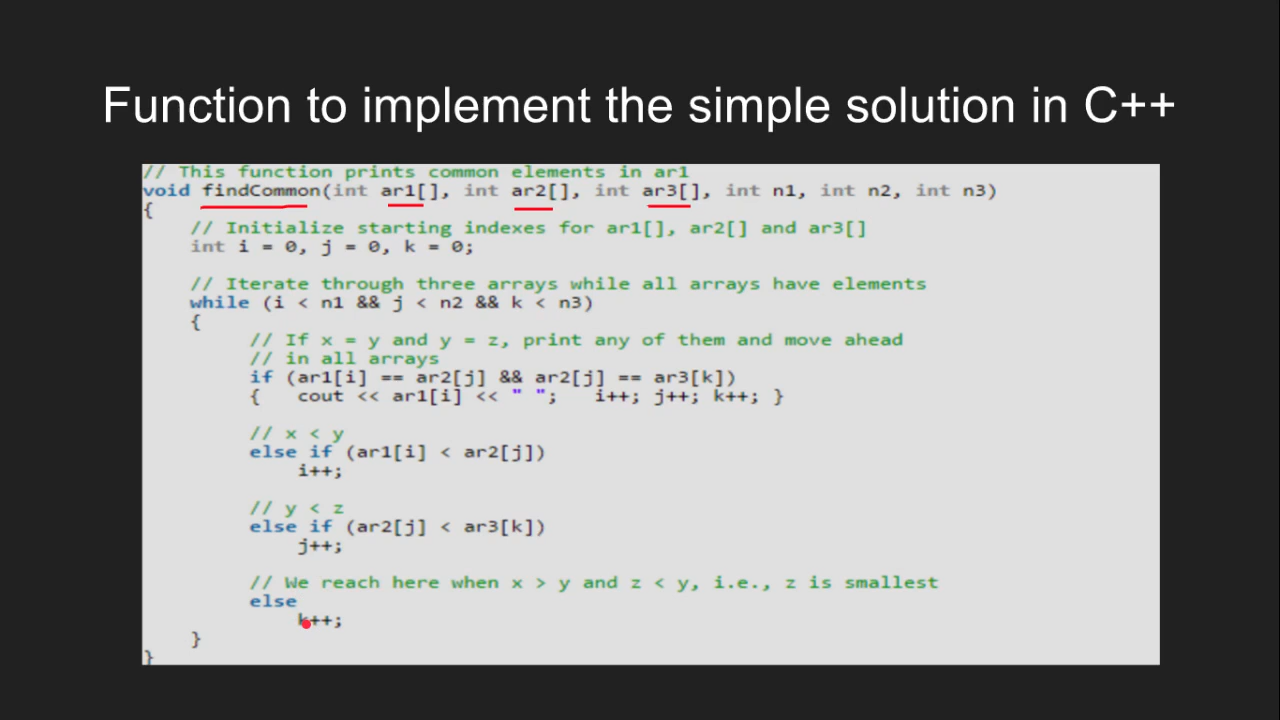 Function to implement the simple solution in C++
// This function prints common elements in ar1
void findCommon(int ar1[], int ar2[], int ar3[], int n1, int n2, int n3)
{
// Initialize starting indexes for ar1[], ar2[] and ar3[]
int i = 0, j = 0, k = 0;
// Iterate through three arrays while all arrays have elements
while (i < n1 && j < n2 && k < n3)
{
// If x = y and y = z, print any of them and move ahead
// in all arrays
if (ar1[i] == ar2[j] && ar2[j] == ar3[k])
{ cout << ar1[i] << " "; i++; j++; k++; }
// x < y
else if (ar1[i] < ar2[j])
i++;
// y < z
else if (ar2[j] < ar3[k])
j++;
// We reach here when x > y and z < y, i.e., z is smallest
else
k++;
}
}